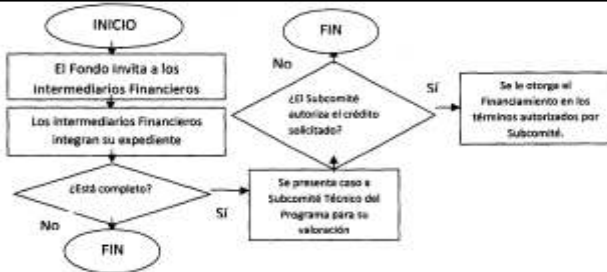 INICIO
El Fondo invita a los
Intermediarios Financieros
Los intermediarios Financieros
integran su expediente
¿Está completo?
No
Sí
FIN
Se presenta caso a
Subcomité Técnico del
Programa para su
valoración
¿El Subcomité
autoriza el crédito
solicitado?
No
FIN
Sí
Se le otorga el
Financiamiento en los
términos autorizados por
Subcomité.